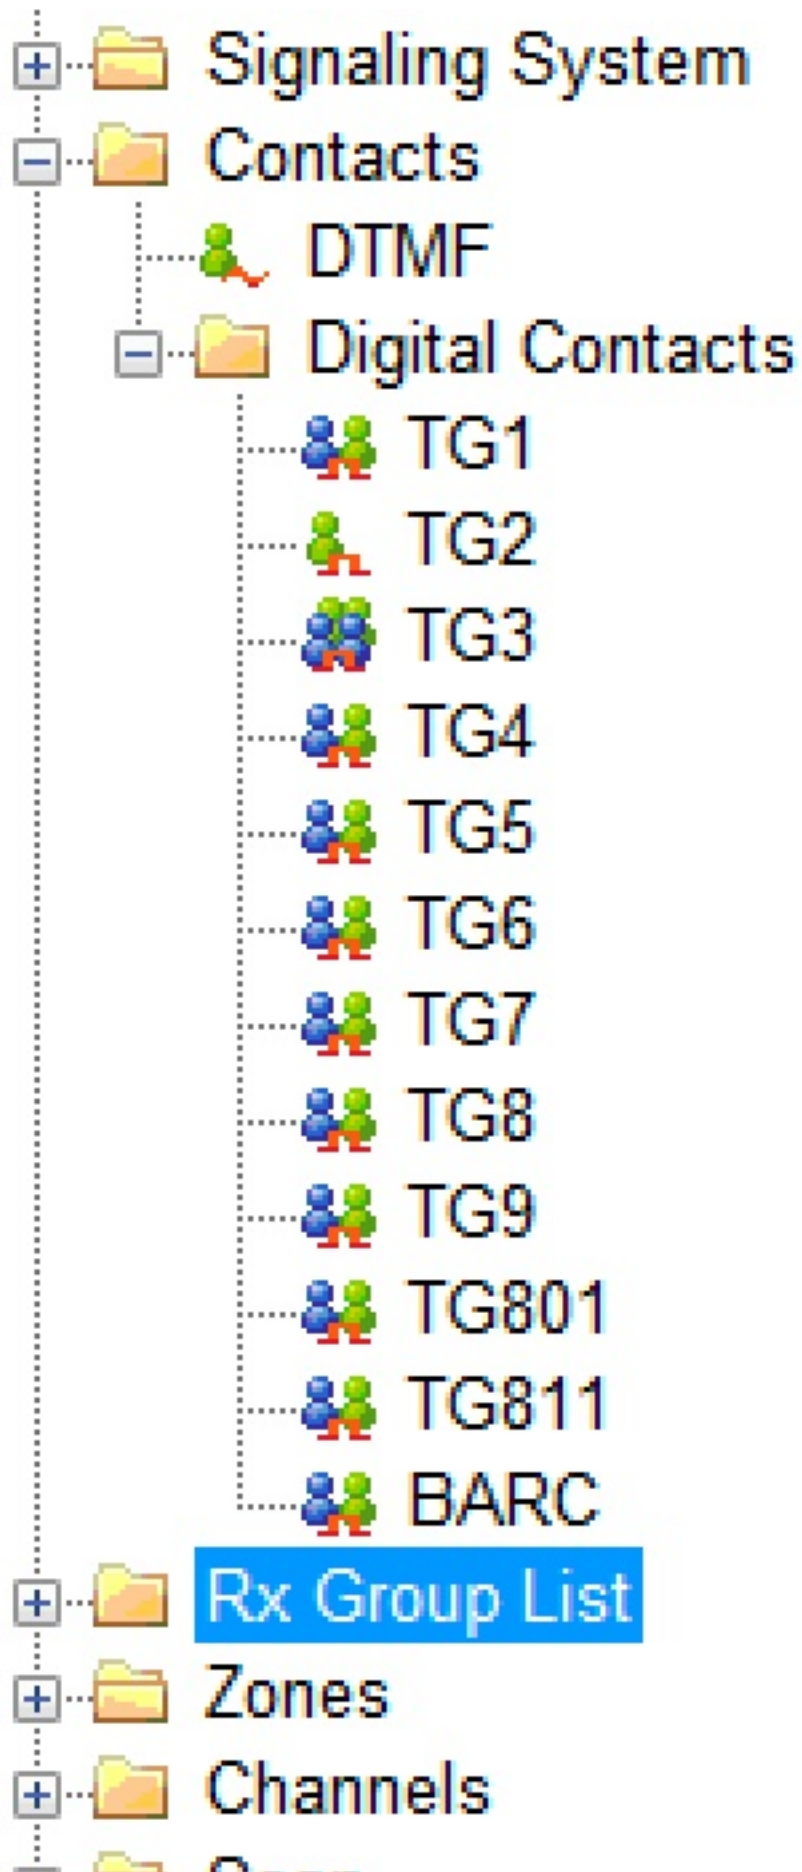 Signaling System
Contacts
DTMF
Digital Contacts
TG1
TG2
TG3
TG4
TG5
TG6
TG7
TG8
TG9
TG801
TG811
BARC
Rx Group List
Zones
Channels